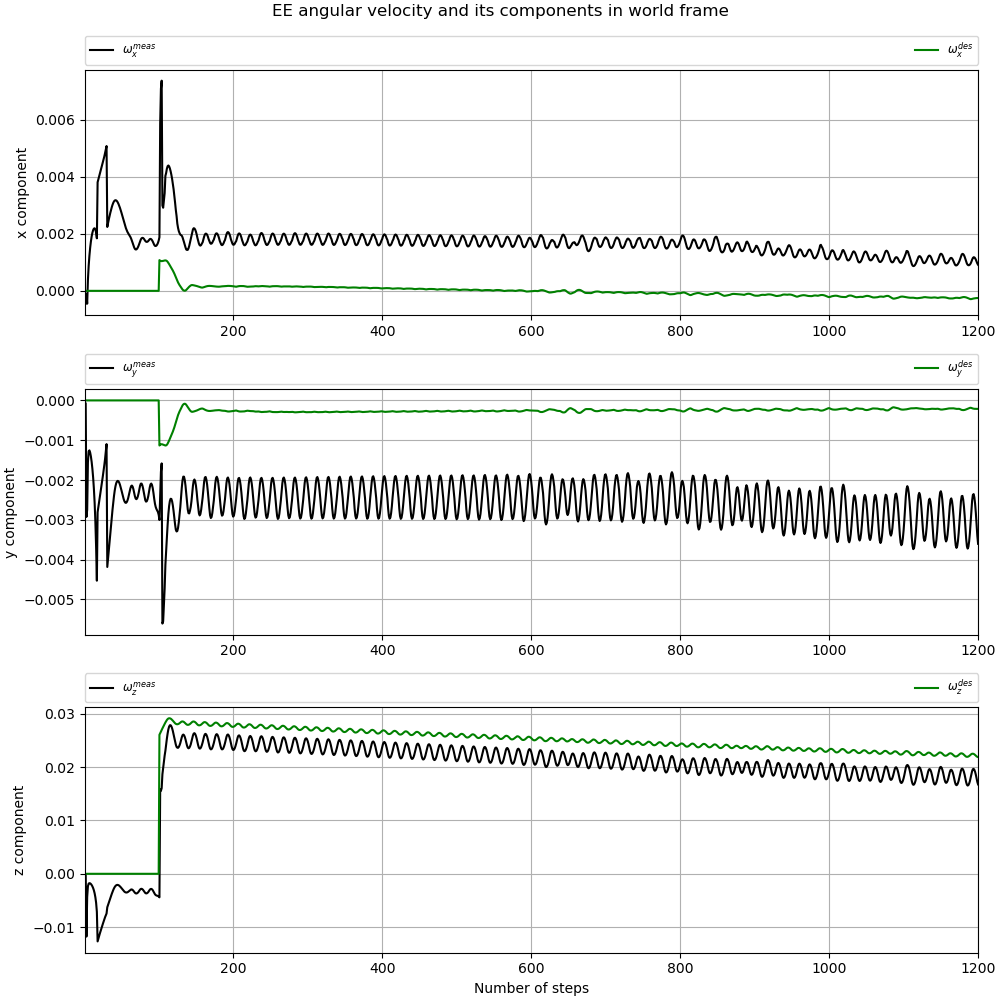 EE angular velocity and its components in world frame
ω_x^meas ω_x^des
0.006
0.004
0.002
0.000
x component
200 400 600 800 1000 1200
ω_y^meas ω_y^des
0.000
−0.001
−0.002
−0.003
−0.004
−0.005
y component
200 400 600 800 1000 1200
ω_z^meas ω_z^des
0.03
0.02
0.01
0.00
−0.01
z component
200 400 600 800 1000 1200
Number of steps